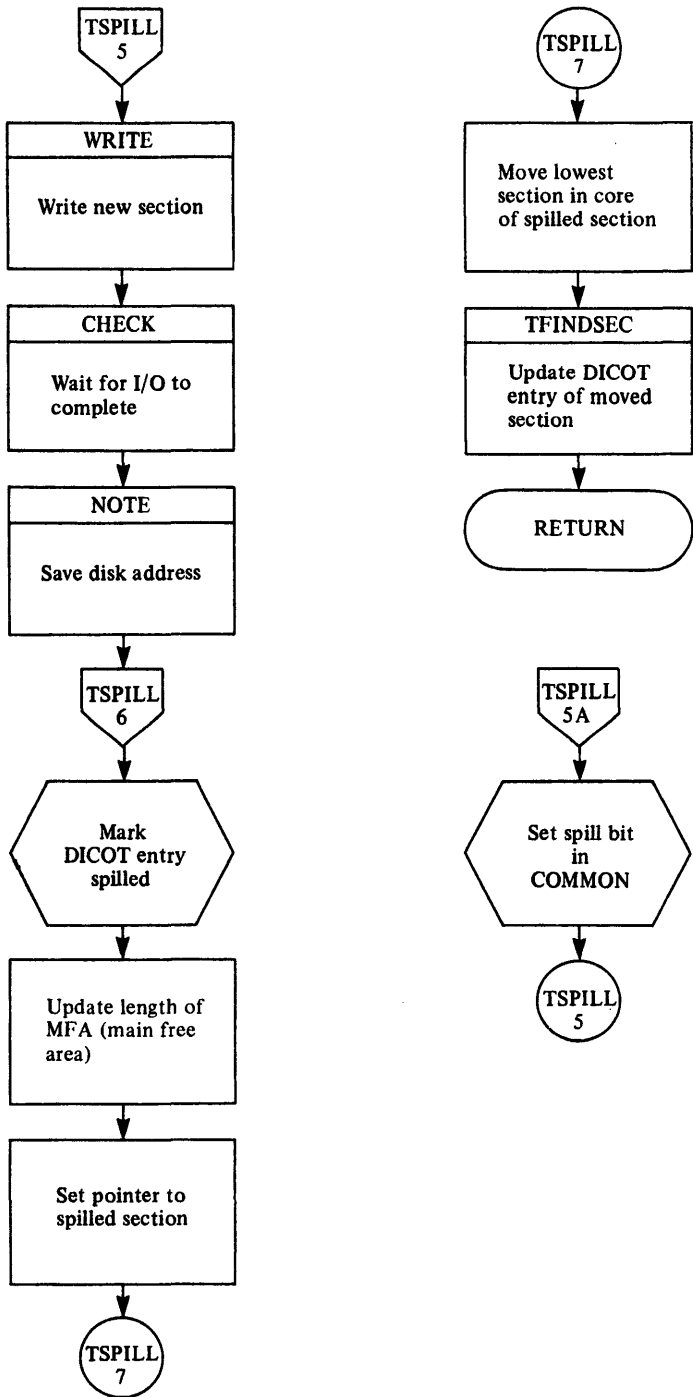 TSPILL
5
WRITE
Write new section
CHECK
Wait for I/O to
complete
NOTE
Save disk address
TSPILL
6
Mark
DICOT entry
spilled
Update length of
MFA (main free
area)
Set pointer to
spilled section
TSPILL
7
TSPILL
7
Move lowest
section in core
of spilled section
TFINDSEC
Update DICOT
entry of moved
section
RETURN
TSPILL
5A
Set spill bit
in
COMMON
TSPILL
5